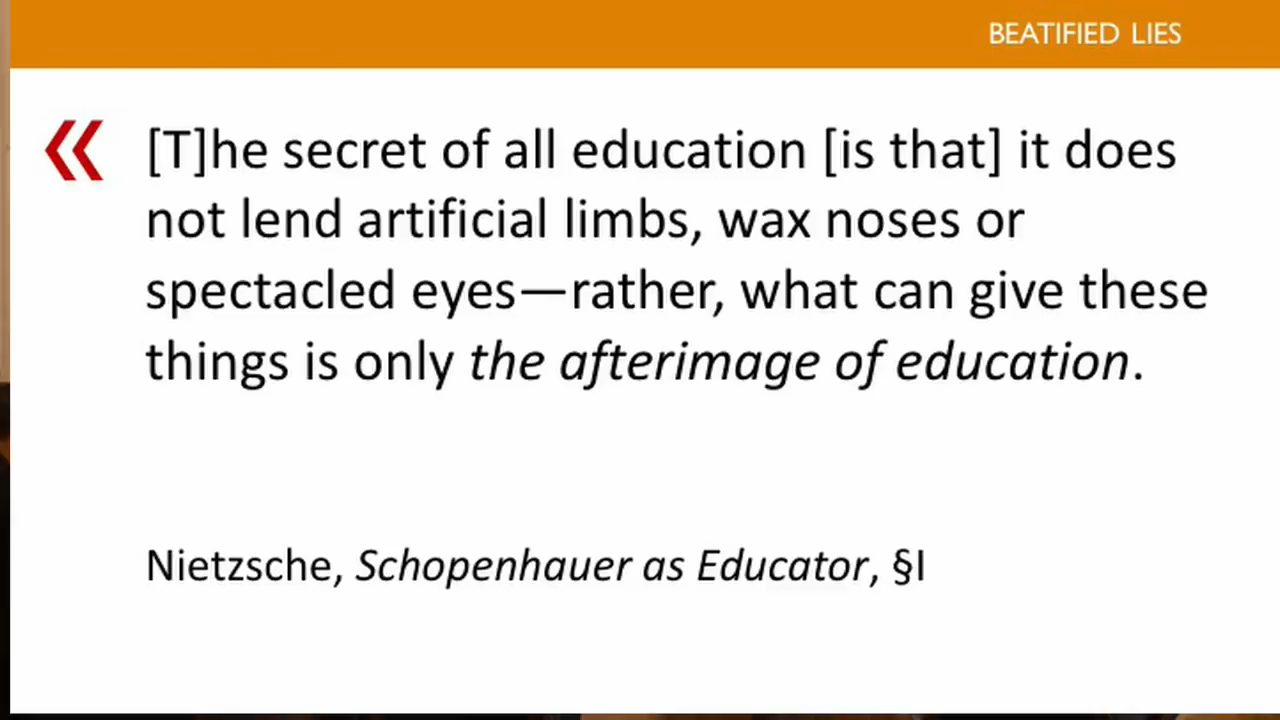 BEATIFIED LIES
« [T]he secret of all education [is that] it does
not lend artificial limbs, wax noses or
spectacled eyes—rather, what can give these
things is only the afterimage of education.
Nietzsche, Schopenhauer as Educator, §I